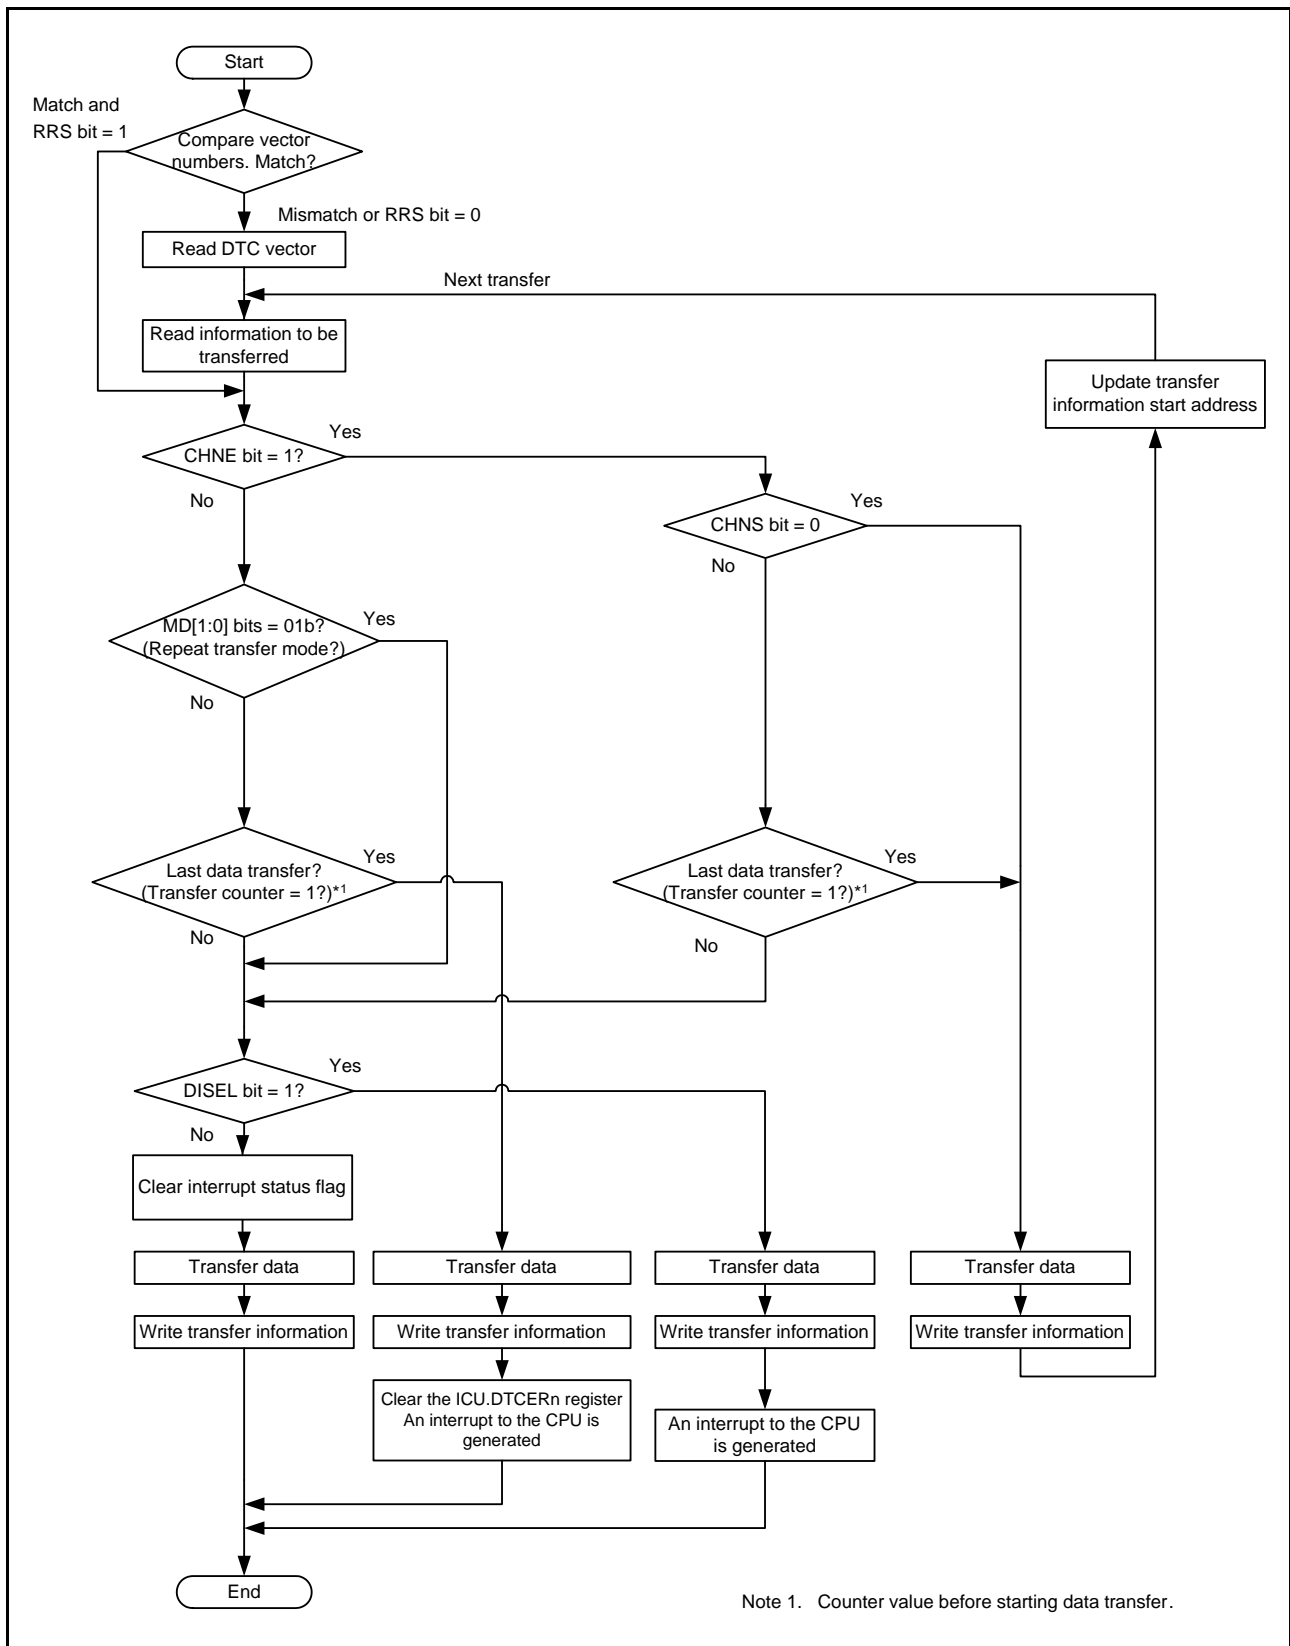 Start
Match and
RRS bit = 1
Compare vector
numbers. Match?
Mismatch or RRS bit = 0
Read DTC vector
Next transfer
Read information to be
transferred
Update transfer
information start address
Yes
CHNE bit = 1?
No
Yes
CHNS bit = 0
No
MD[1:0] bits = 01b?
(Repeat transfer mode?)
Yes
No
Last data transfer?
(Transfer counter = 1?)*1
Yes
No
Last data transfer?
(Transfer counter = 1?)*1
Yes
No
DISEL bit = 1?
Yes
No
Clear interrupt status flag
Transfer data
Transfer data
Transfer data
Transfer data
Write transfer information
Write transfer information
Write transfer information
Write transfer information
Clear the ICU.DTCERn register
An interrupt to the CPU is
generated
An interrupt to the CPU
is generated
End
Note 1. Counter value before starting data transfer.